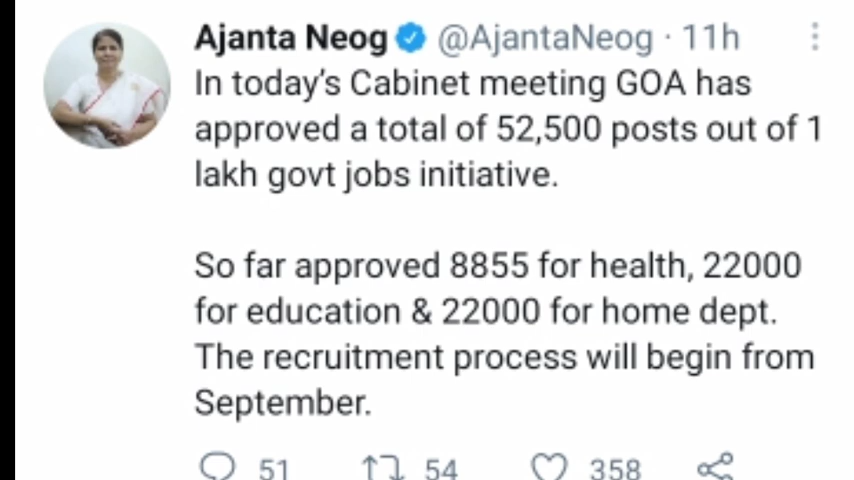 Ajanta Neog @AjantaNeog · 11h
In today's Cabinet meeting GOA has
approved a total of 52,500 posts out of 1
lakh govt jobs initiative.
So far approved 8855 for health, 22000
for education & 22000 for home dept.
The recruitment process will begin from
September.
51 54 358